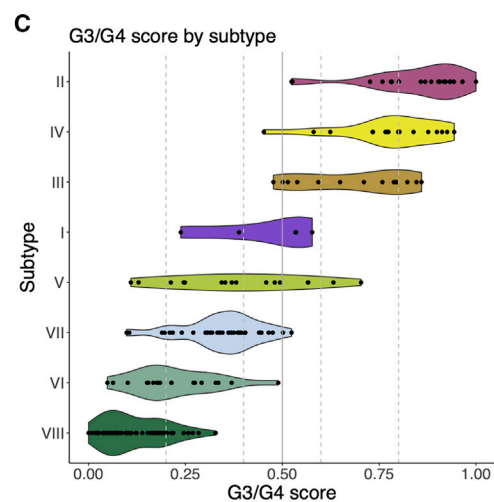 C
G3/G4 score by subtype
II
IV
III
I
V
VII
VI
VIII
Subtype
0.00 0.25 0.50 0.75 1.00
G3/G4 score